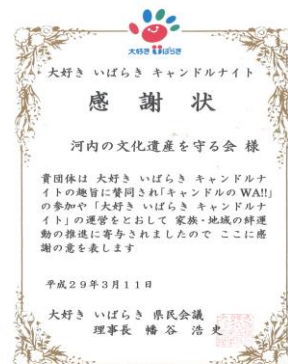 大好き いばらき
大好き いばらき キャンドルナイト
感謝状
河内の文化遺産を守る会 様
貴団体は 大好き いばらき キャンドルナ
イトの趣旨に賛同され「キャンドルのWA!!」
の参加や「大好き いばらき キャンドルナ
イト」の運営をとおして 家族・地域の絆運
動の推進に寄与されましたので ここに感
謝の意を表します
平成29年3月11日
大好き いばらき 県民会議
理事長 幡谷 浩史